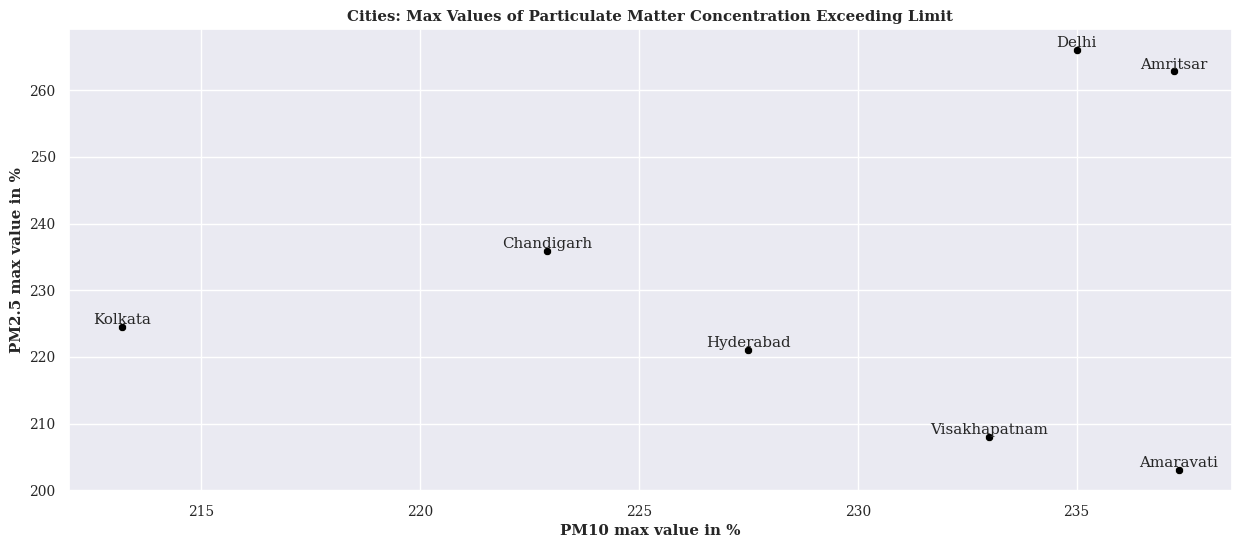 Cities: Max Values of Particulate Matter Concentration Exceeding Limit
Delhi
Amritsar
260
250
PM2.5 max value in %
240
Chandigarh
230
Kolkata
Hyderabad
220
210
Visakhapatnam
Amaravati
200
215 220 225 230 235
PM10 max value in %